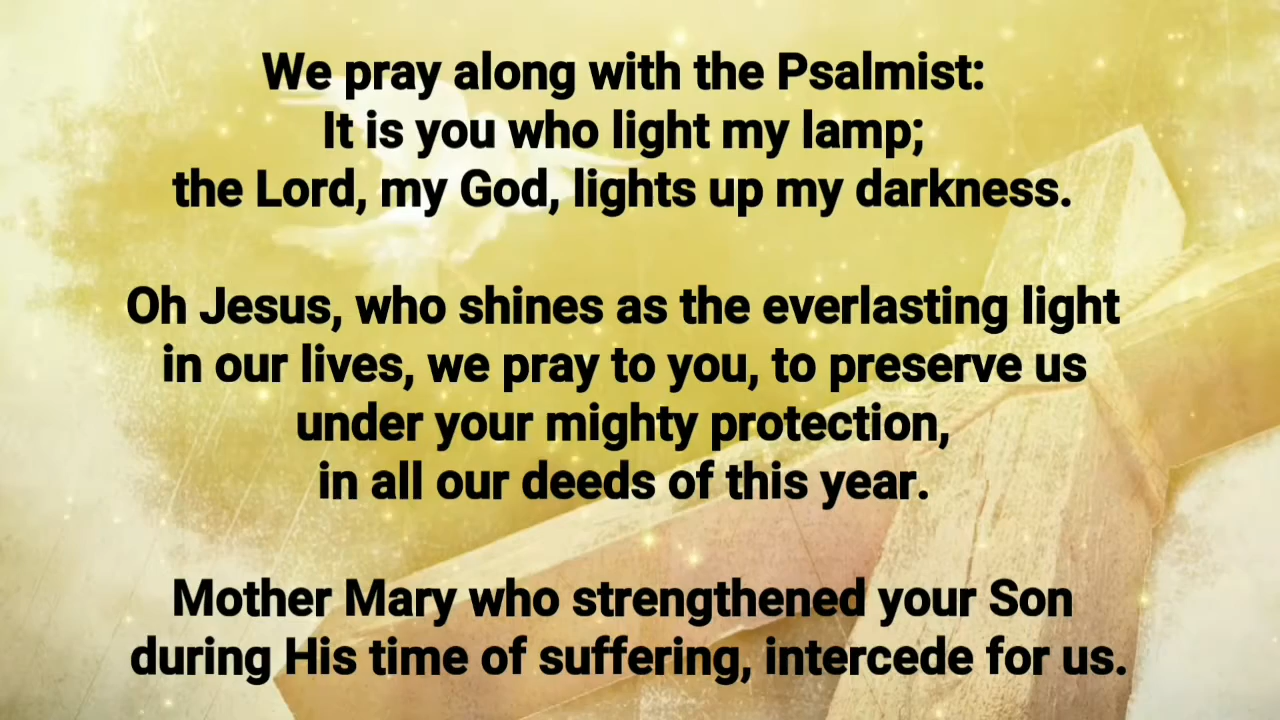 We pray along with the Psalmist:
It is you who light my lamp;
the Lord, my God, lights up my darkness.
Oh Jesus, who shines as the everlasting light
in our lives, we pray to you, to preserve us
under your mighty protection,
in all our deeds of this year.
Mother Mary who strengthened your Son
during His time of suffering, intercede for us.